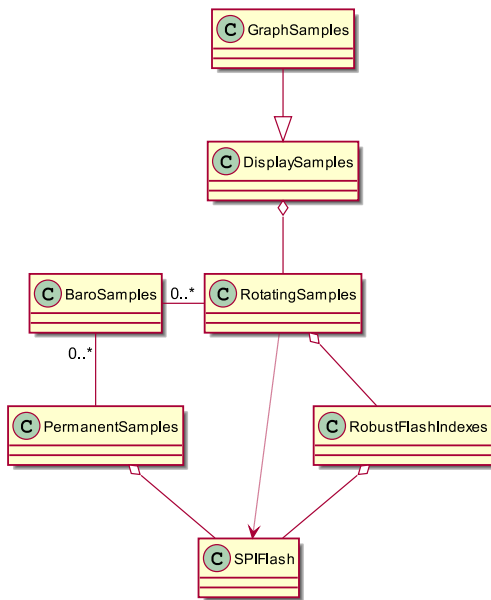 C GraphSamples
C DisplaySamples
C BaroSamples
0..*
C RotatingSamples
0..*
C PermanentSamples
C RobustFlashIndexes
C SPIFlash